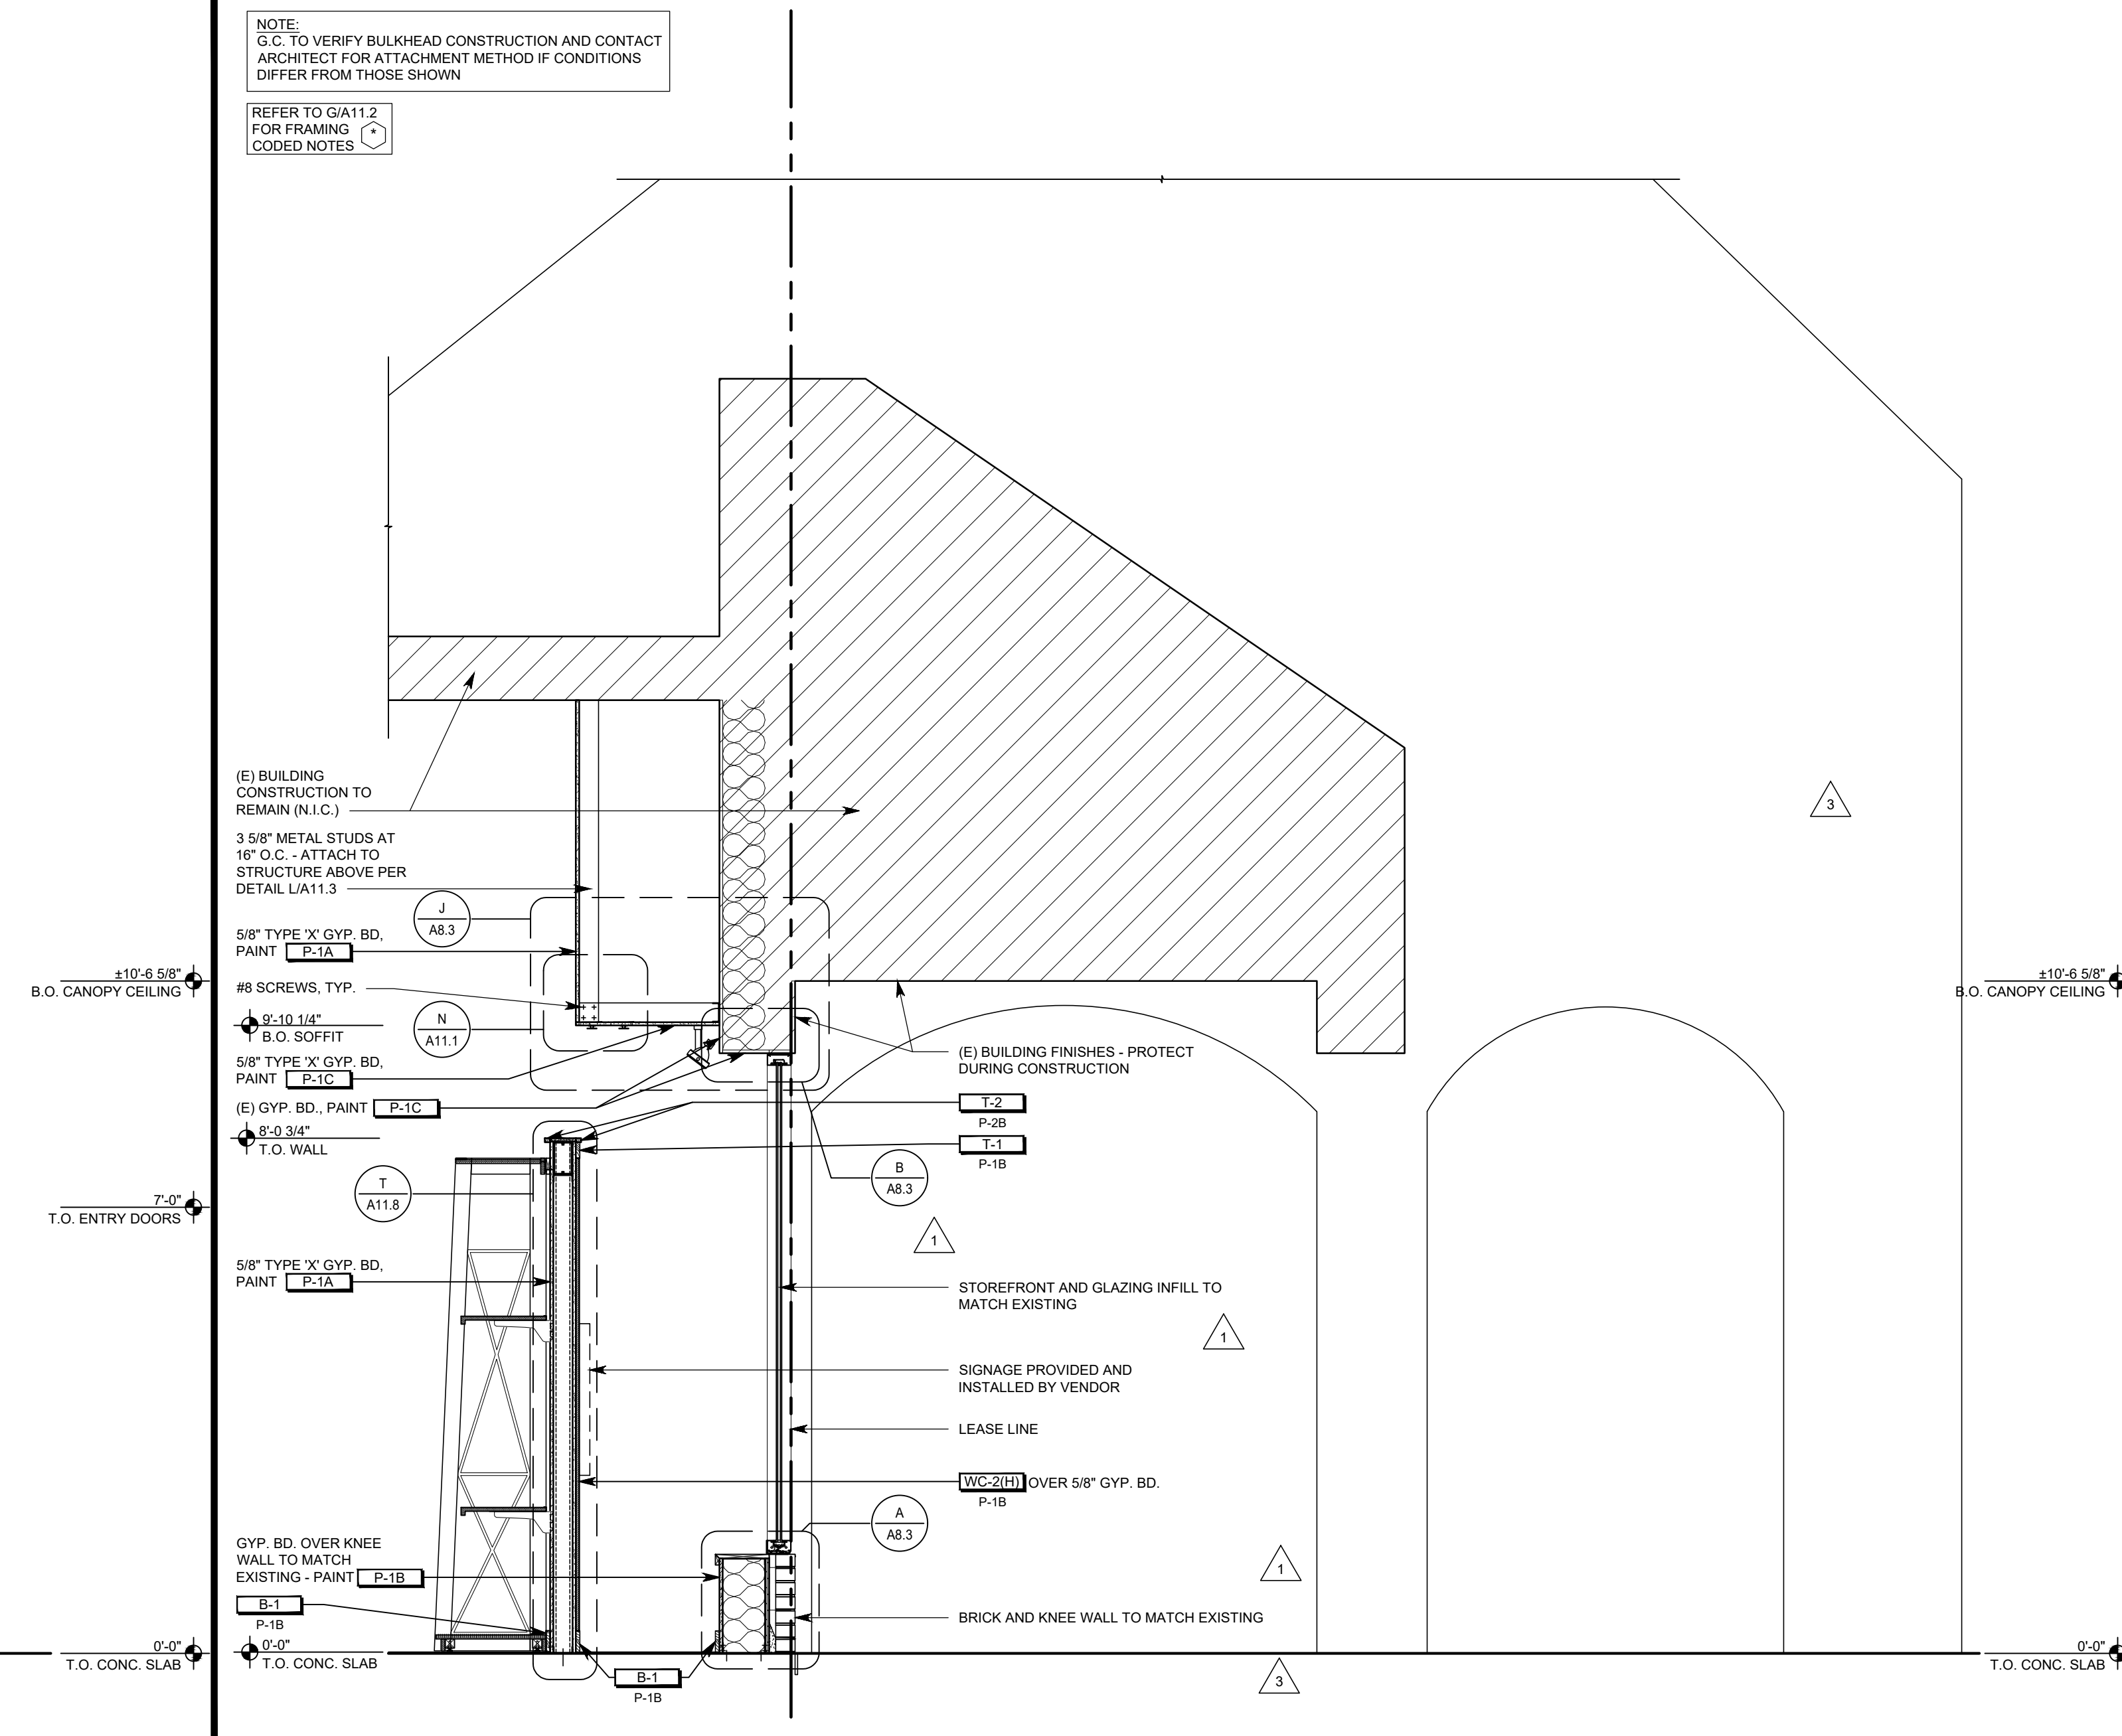 NOTE:
G.C. TO VERIFY BULKHEAD CONSTRUCTION AND CONTACT
ARCHITECT FOR ATTACHMENT METHOD IF CONDITIONS
DIFFER FROM THOSE SHOWN
REFER TO G/A11.2
FOR FRAMING
CODED NOTES
*
(E) BUILDING
CONSTRUCTION TO
REMAIN (N.I.C.)
3
3 5/8" METAL STUDS AT
16" O.C. - ATTACH TO
STRUCTURE ABOVE PER
DETAIL L/A11.3
J
A8.3
5/8" TYPE 'X' GYP. BD,
PAINT P-1A
±10'-6 5/8"
B.O. CANOPY CEILING
#8 SCREWS, TYP.
±10'-6 5/8"
B.O. CANOPY CEILING
9'-10 1/4"
B.O. SOFFIT
N
A11.1
5/8" TYPE 'X' GYP. BD,
PAINT P-1C
(E) BUILDING FINISHES - PROTECT
DURING CONSTRUCTION
(E) GYP. BD., PAINT P-1C
T-2
P-2B
8'-0 3/4"
T.O. WALL
T-1
P-1B
B
A8.3
T
A11.8
7'-0"
T.O. ENTRY DOORS
1
5/8" TYPE 'X' GYP. BD,
PAINT P-1A
STOREFRONT AND GLAZING INFILL TO
MATCH EXISTING
1
SIGNAGE PROVIDED AND
INSTALLED BY VENDOR
LEASE LINE
WC-2(H) OVER 5/8" GYP. BD.
P-1B
A
A8.3
GYP. BD. OVER KNEE
WALL TO MATCH
EXISTING - PAINT P-1B
1
B-1
P-1B
BRICK AND KNEE WALL TO MATCH EXISTING
0'-0"
T.O. CONC. SLAB
0'-0"
T.O. CONC. SLAB
0'-0"
T.O. CONC. SLAB
B-1
P-1B
3